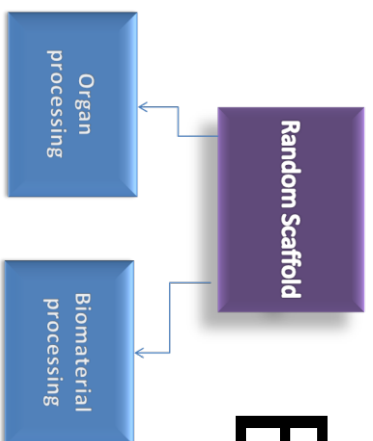 Random Scaffold
Organ
processing
Biomaterial
processing